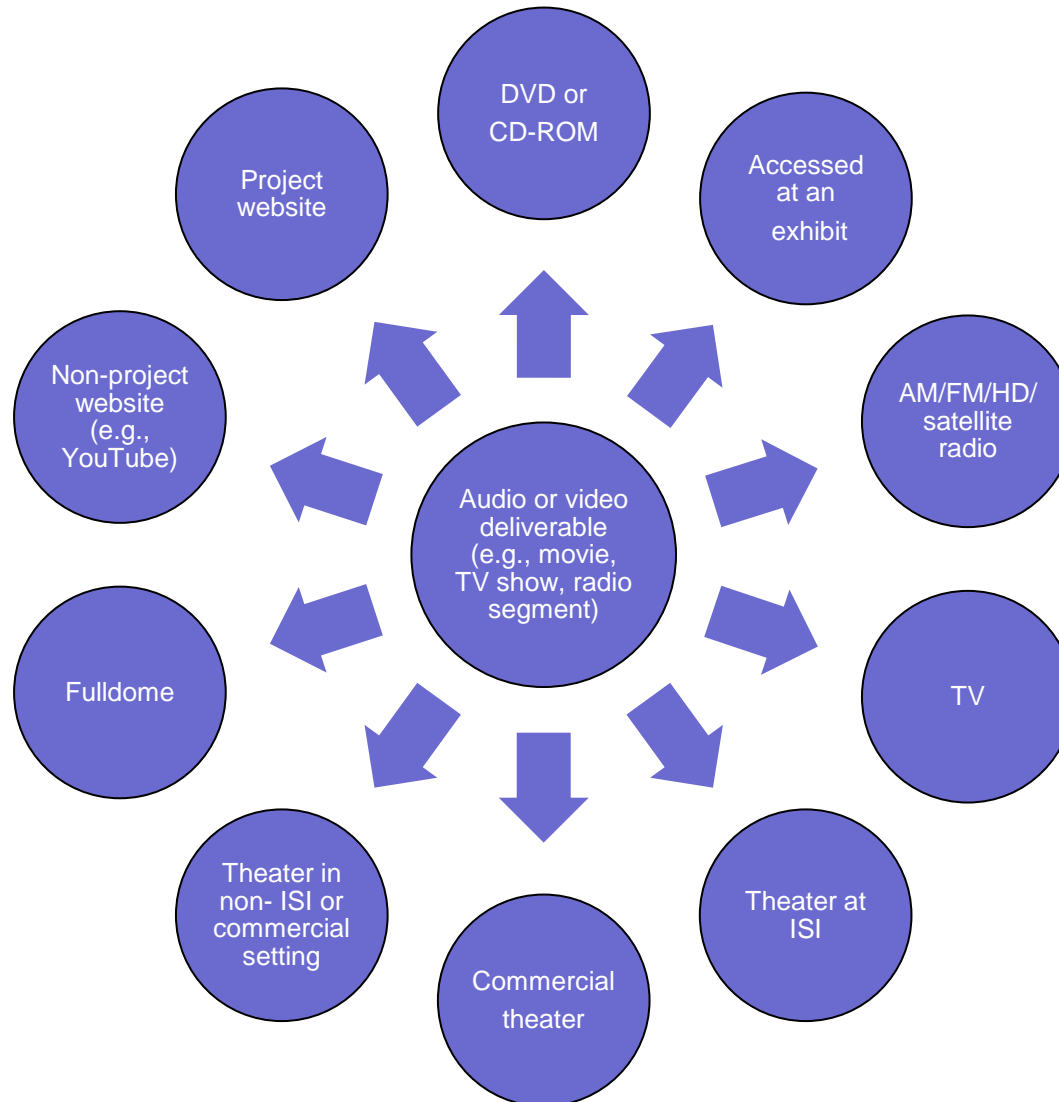 DVD or
CD-ROM
Accessed
at an
exhibit
Project
website
Non-project
website
(e.g.,
YouTube)
AM/FM/HD/
satellite
radio
Audio or video
deliverable
(e.g., movie,
TV show, radio
segment)
Fulldome
TV
Theater in
non- ISI or
commercial
setting
Theater at
ISI
Commercial
theater